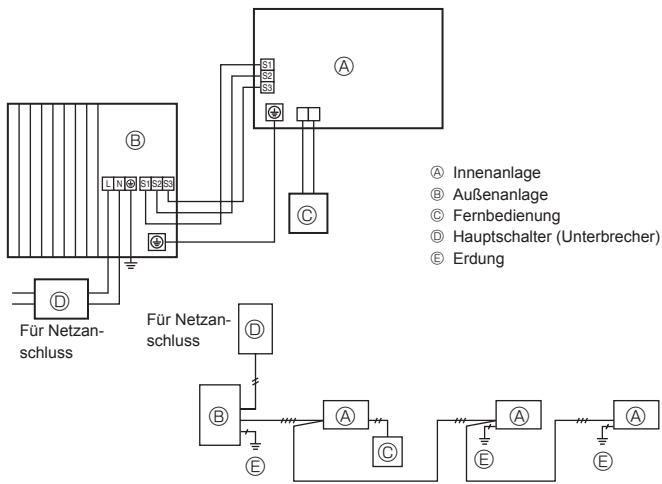 S1
S2
S3
Ⓐ
Ⓑ
L N S1 S2 S3
Ⓒ
Ⓓ
Für Netzan-
schluss
Ⓐ Innenanlage
Ⓑ Außenanlage
Ⓒ Fernbedienung
Ⓓ Hauptschalter (Unterbrecher)
Ⓔ Erdung
Für Netzan-
schluss
Ⓓ
Ⓑ
Ⓐ
Ⓐ
Ⓐ
Ⓒ
Ⓔ
Ⓔ
Ⓔ